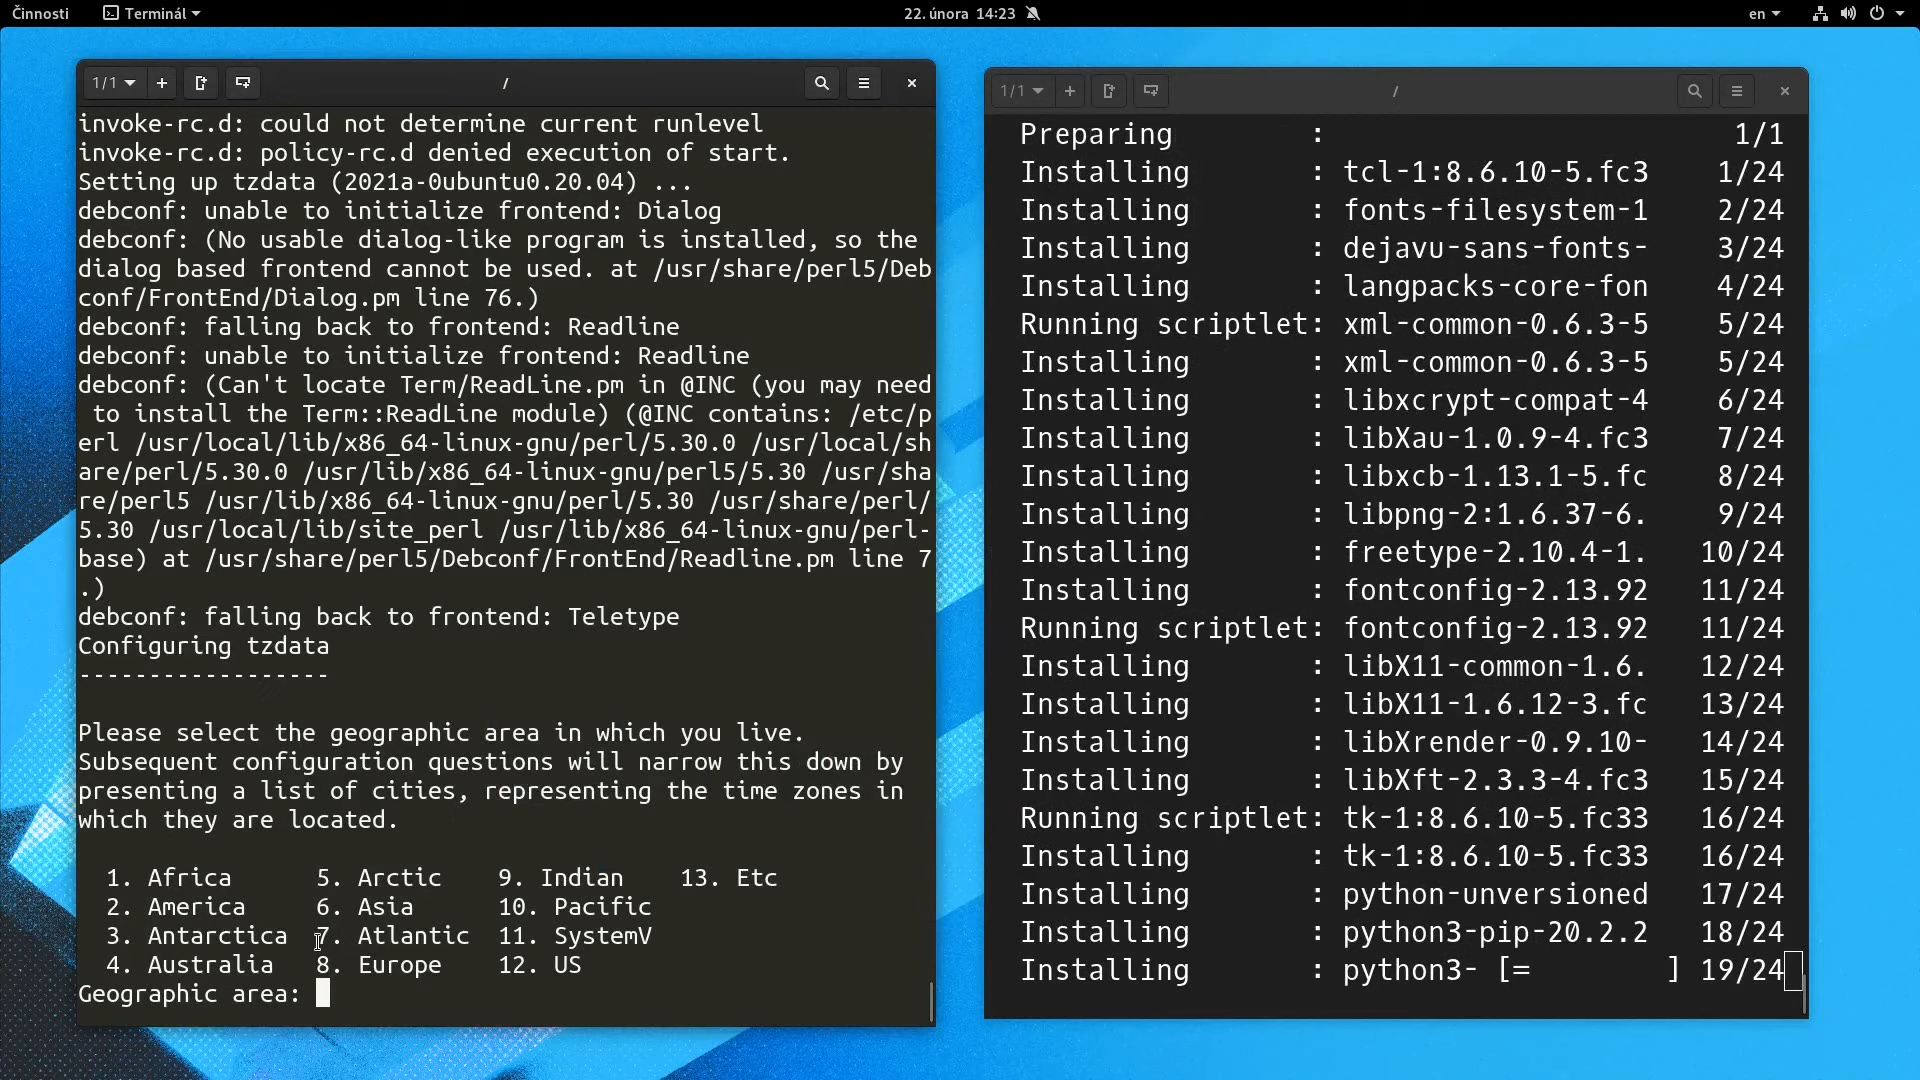 Činnosti
Terminál
22. února 14:23
en
1/1
/
invoke-rc.d: could not determine current runlevel
invoke-rc.d: policy-rc.d denied execution of start.
Setting up tzdata (2021a-0ubuntu0.20.04) ...
debconf: unable to initialize frontend: Dialog
debconf: (No usable dialog-like program is installed, so the
dialog based frontend cannot be used. at /usr/share/perl5/Deb
conf/FrontEnd/Dialog.pm line 76.)
debconf: falling back to frontend: Readline
debconf: unable to initialize frontend: Readline
debconf: (Can't locate Term/ReadLine.pm in @INC (you may need
 to install the Term::ReadLine module) (@INC contains: /etc/p
erl /usr/local/lib/x86_64-linux-gnu/perl/5.30.0 /usr/local/sh
are/perl/5.30.0 /usr/lib/x86_64-linux-gnu/perl5/5.30 /usr/sha
re/perl5 /usr/lib/x86_64-linux-gnu/perl/5.30 /usr/share/perl/
5.30 /usr/local/lib/site_perl /usr/lib/x86_64-linux-gnu/perl-
base) at /usr/share/perl5/Debconf/FrontEnd/Readline.pm line 7
.)
debconf: falling back to frontend: Teletype
Configuring tzdata
------------------
Please select the geographic area in which you live.
Subsequent configuration questions will narrow this down by
presenting a list of cities, representing the time zones in
which they are located.
1. Africa 5. Arctic 9. Indian 13. Etc
2. America 6. Asia 10. Pacific
3. Antarctica 7. Atlantic 11. SystemV
4. Australia 8. Europe 12. US
Geographic area:
1/1
/
Preparing : 1/1
Installing : tcl-1:8.6.10-5.fc3 1/24
Installing : fonts-filesystem-1 2/24
Installing : dejavu-sans-fonts- 3/24
Installing : langpacks-core-fon 4/24
Running scriptlet: xml-common-0.6.3-5 5/24
Installing : xml-common-0.6.3-5 5/24
Installing : libxcrypt-compat-4 6/24
Installing : libXau-1.0.9-4.fc3 7/24
Installing : libxcb-1.13.1-5.fc 8/24
Installing : libpng-2:1.6.37-6. 9/24
Installing : freetype-2.10.4-1. 10/24
Installing : fontconfig-2.13.92 11/24
Running scriptlet: fontconfig-2.13.92 11/24
Installing : libX11-common-1.6. 12/24
Installing : libX11-1.6.12-3.fc 13/24
Installing : libXrender-0.9.10- 14/24
Installing : libXft-2.3.3-4.fc3 15/24
Running scriptlet: tk-1:8.6.10-5.fc33 16/24
Installing : tk-1:8.6.10-5.fc33 16/24
Installing : python-unversioned 17/24
Installing : python3-pip-20.2.2 18/24
Installing : python3- [= ] 19/24